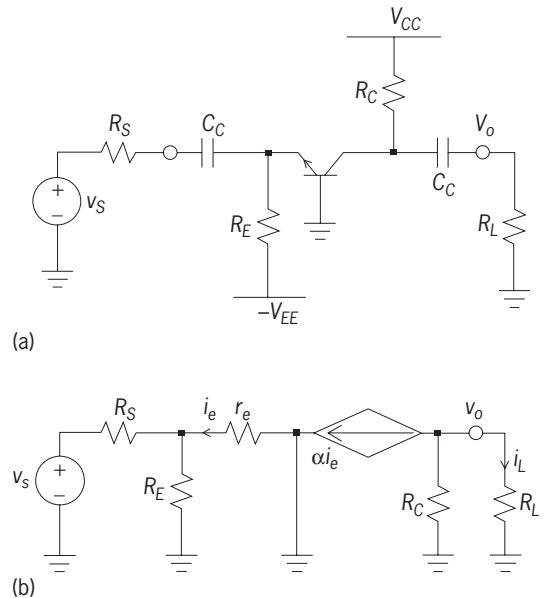 V_CC
R_C
R_S
C_C
V_o
C_C
+
−
v_S
R_E
R_L
−V_EE
(a)
R_S
i_e
r_e
v_o
+
−
v_s
R_E
αi_e
R_C
i_L
R_L
(b)